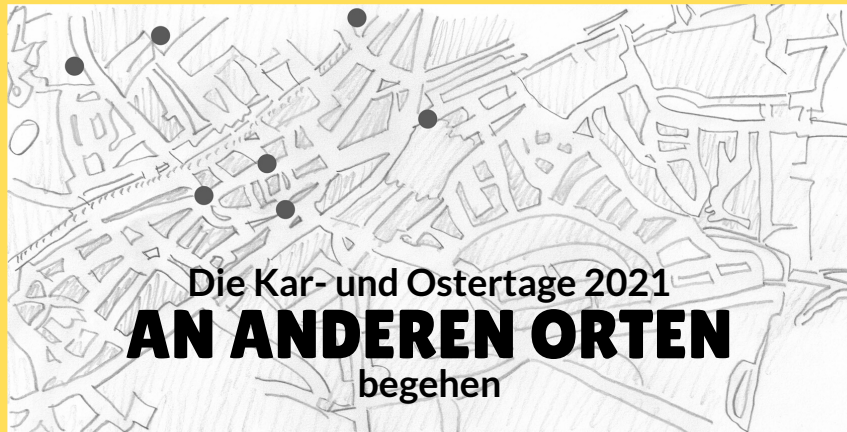 Die Kar- und Ostertage 2021
AN ANDEREN ORTEN
begehen